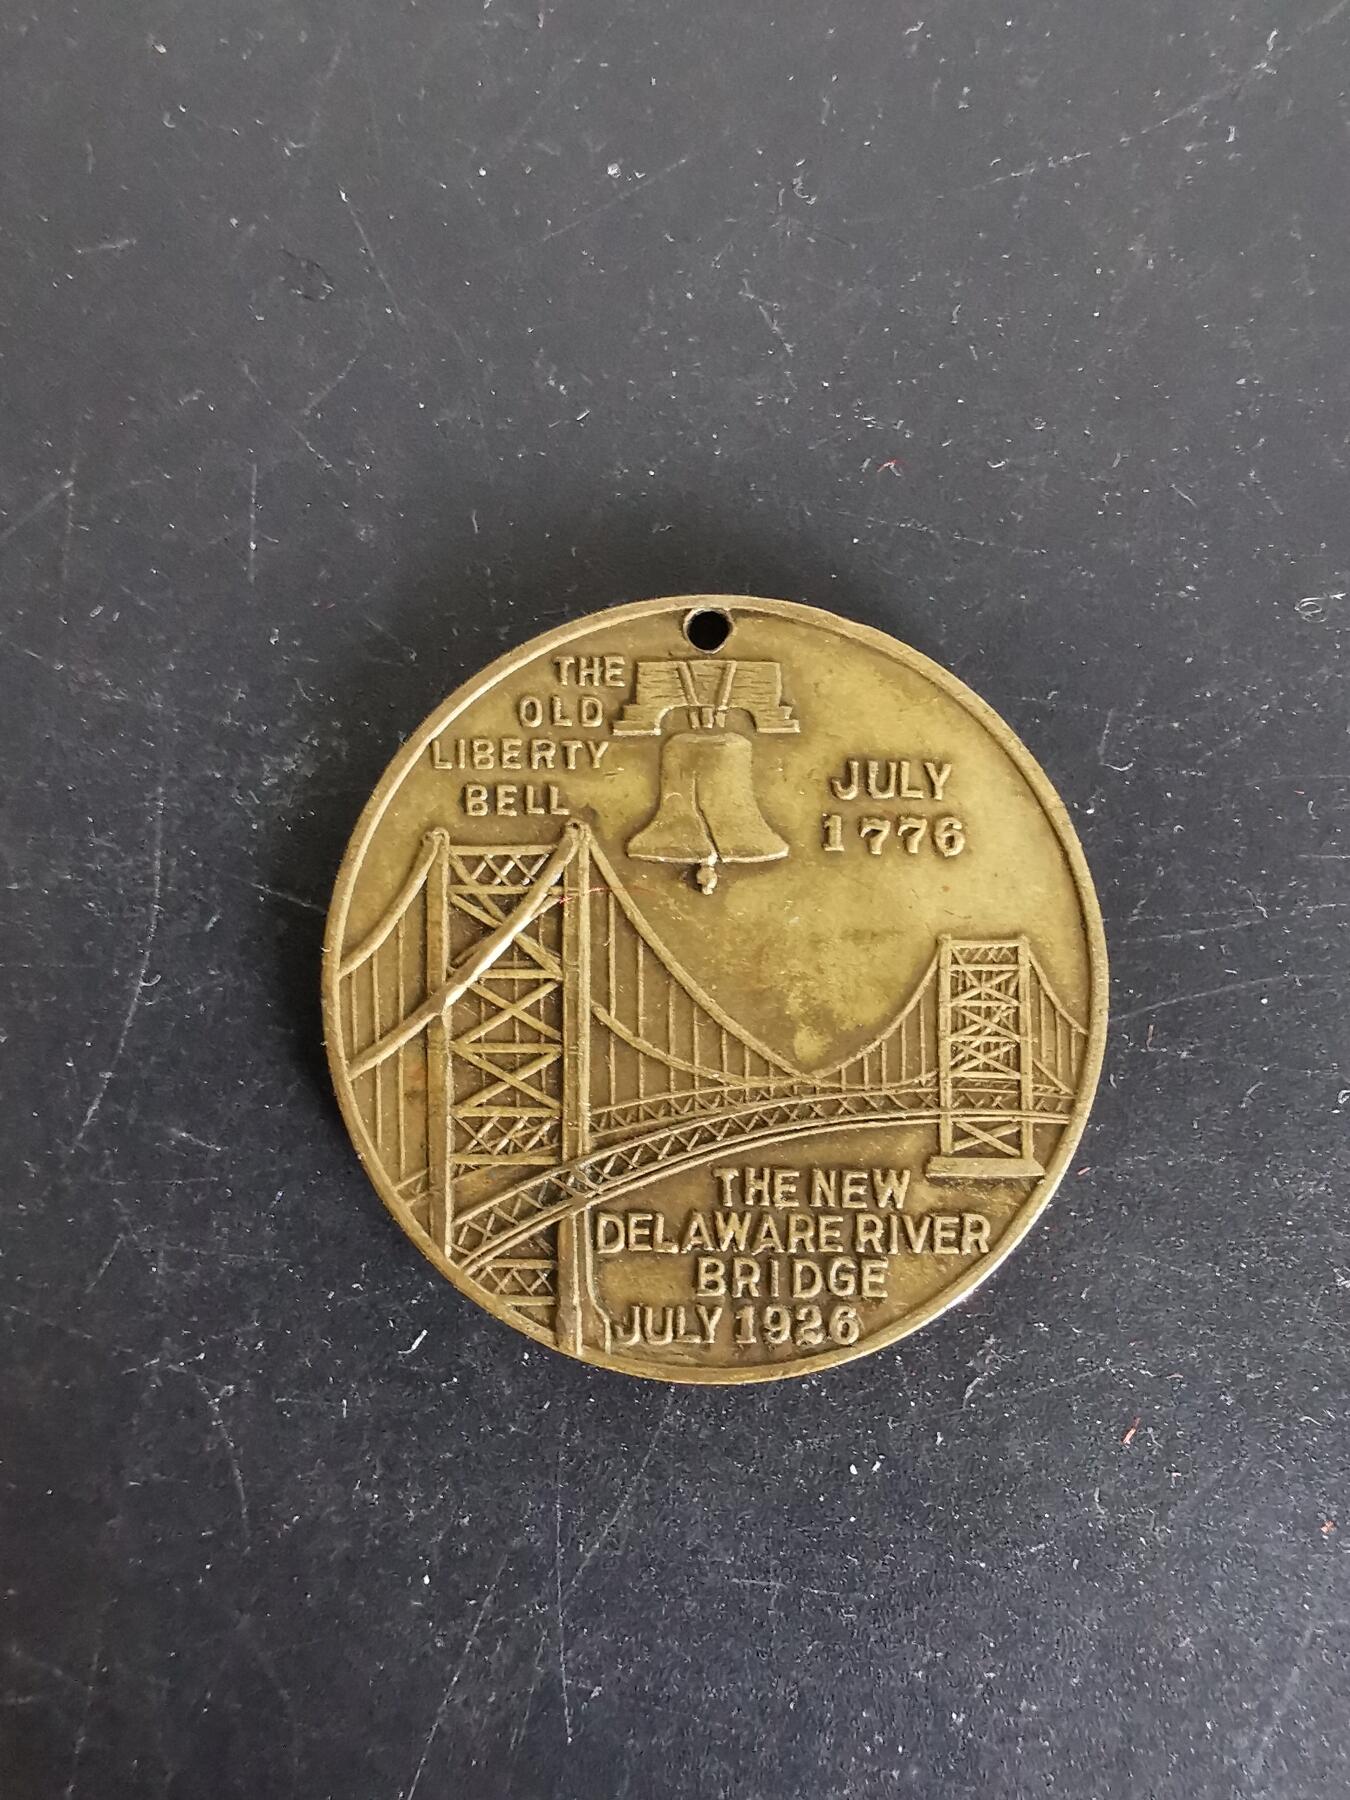 THE
OLD
LIBERTY
BELL
JULY
1776
THE NEW
DELAWARE RIVER
BRIDGE
JULY 1926